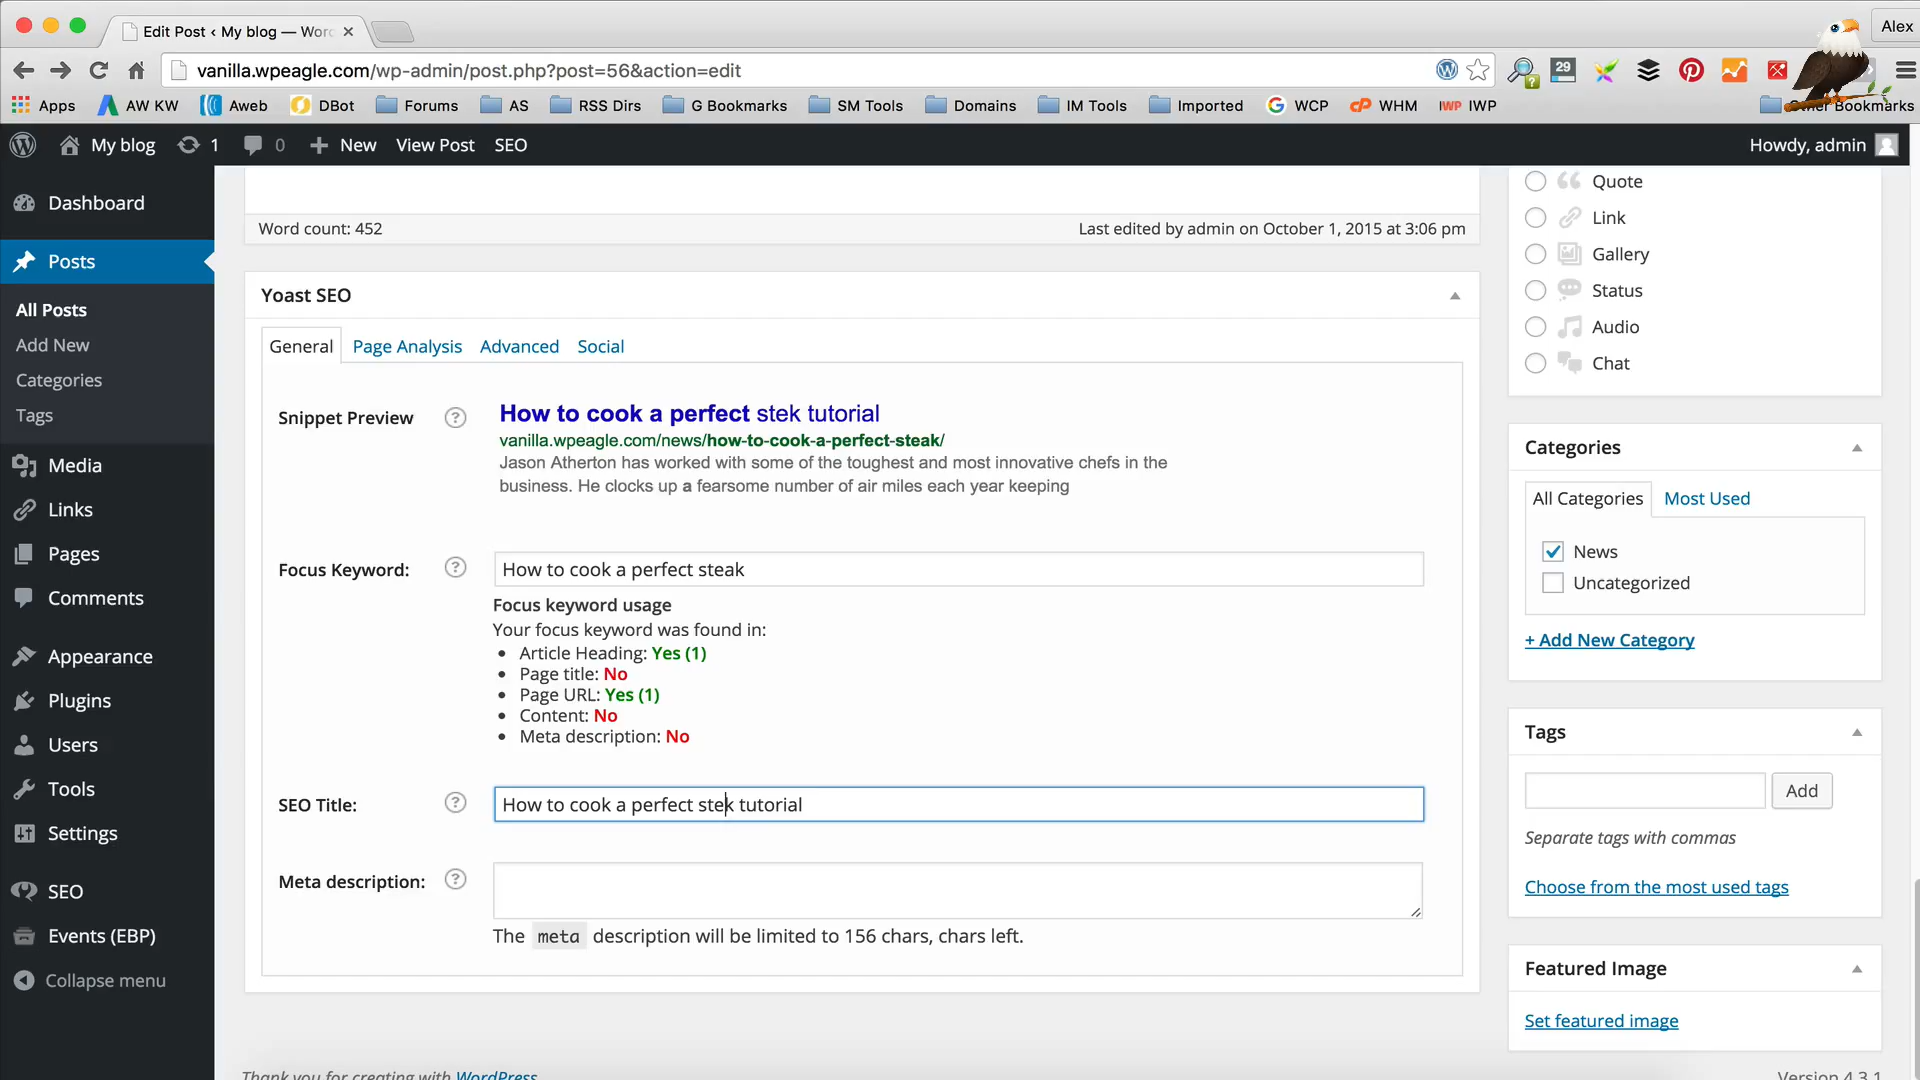 Edit Post ‹ My blog — Wor
Alex
vanilla.wpeagle.com/wp-admin/post.php?post=56&action=edit
29
Apps
AW KW
Aweb
DBot
Forums
AS
RSS Dirs
G Bookmarks
SM Tools
Domains
IM Tools
Imported
WCP
cP WHM
IWP IWP
Other Bookmarks
My blog
1
0
New
View Post
SEO
Howdy, admin
Dashboard
Posts
All Posts
Add New
Categories
Tags
Media
Links
Pages
Comments
Appearance
Plugins
Users
Tools
Settings
SEO
Events (EBP)
Collapse menu
Word count: 452
Last edited by admin on October 1, 2015 at 3:06 pm
Yoast SEO
General
Page Analysis
Advanced
Social
Snippet Preview
?
How to cook a perfect stek tutorial
vanilla.wpeagle.com/news/how-to-cook-a-perfect-steak/
Jason Atherton has worked with some of the toughest and most innovative chefs in the
business. He clocks up a fearsome number of air miles each year keeping
Focus Keyword:
?
How to cook a perfect steak
Focus keyword usage
Your focus keyword was found in:
• Article Heading: Yes (1)
• Page title: No
• Page URL: Yes (1)
• Content: No
• Meta description: No
SEO Title:
?
How to cook a perfect stek tutorial
Meta description:
?
The meta description will be limited to 156 chars, chars left.
Thank you for creating with WordPress
Quote
Link
Gallery
Status
Audio
Chat
Categories
All Categories
Most Used
News
Uncategorized
+ Add New Category
Tags
Add
Separate tags with commas
Choose from the most used tags
Featured Image
Set featured image
Version 4.3.1